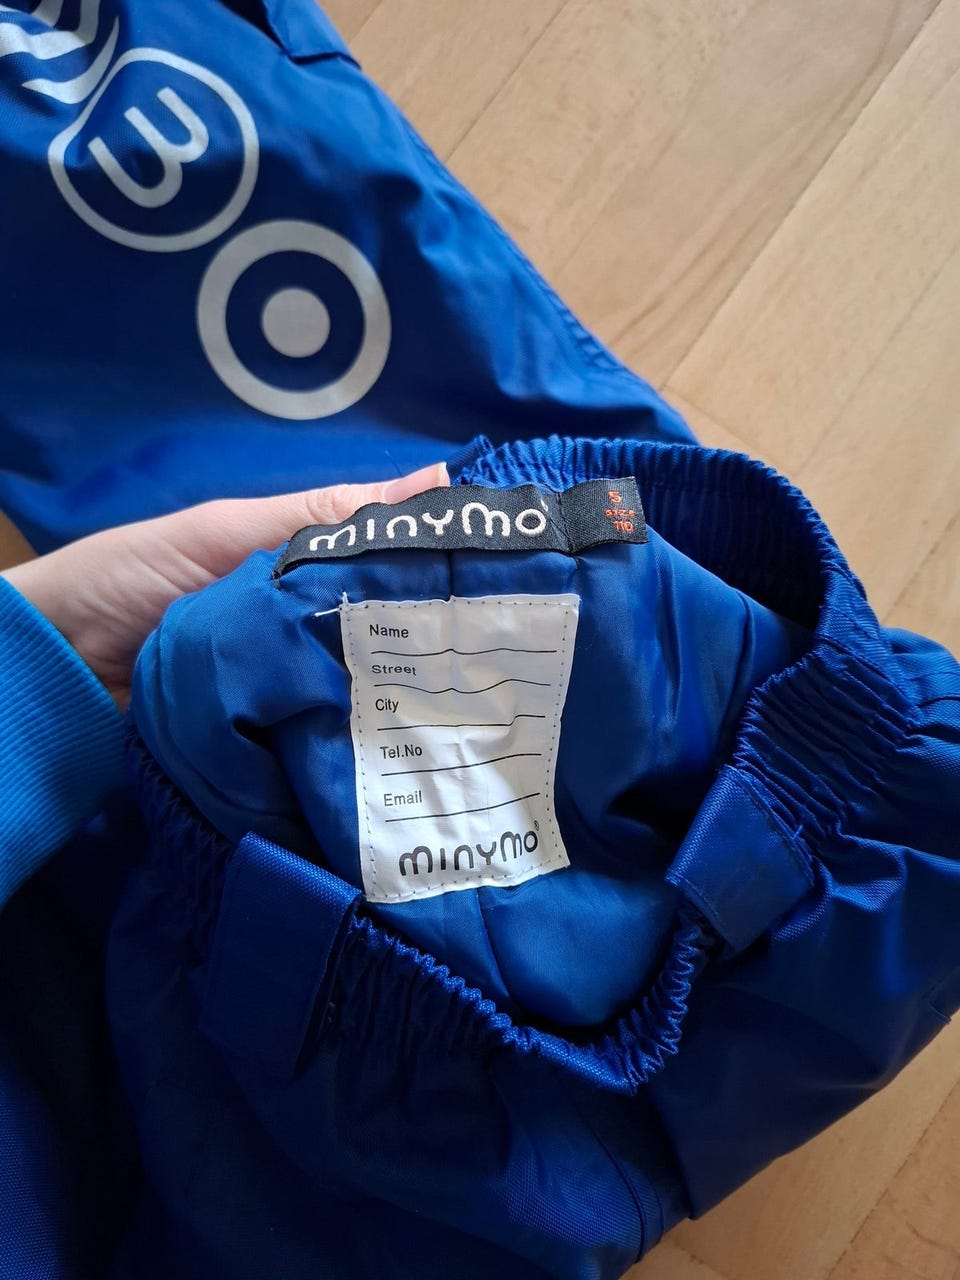 m
minymo
5
SIZE
110
Name
Street
City
Tel.No
Email
minymo®